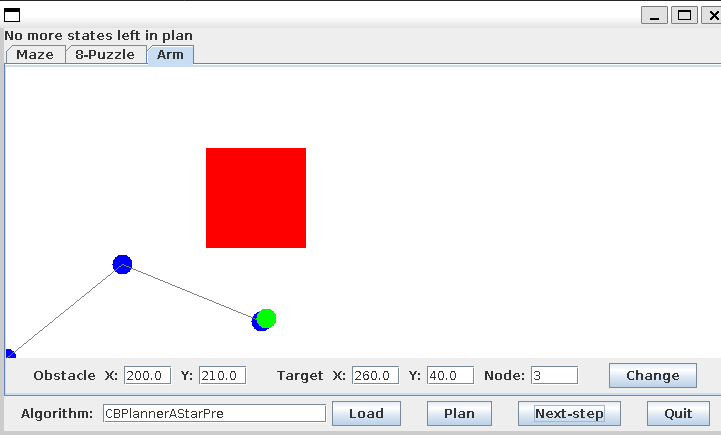 No more states left in plan
Maze 8-Puzzle Arm
Obstacle X: 200.0 Y: 210.0 Target X: 260.0 Y: 40.0 Node: 3 Change
Algorithm: CBPlannerAStarPre Load Plan Next-step Quit